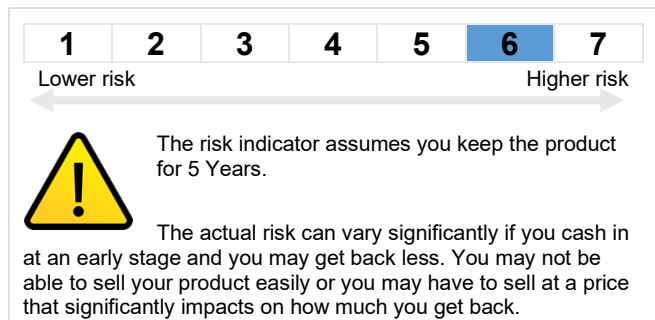 1 2 3 4 5 6 7
Lower risk Higher risk
The risk indicator assumes you keep the product
for 5 Years.
The actual risk can vary significantly if you cash in
at an early stage and you may get back less. You may not be
able to sell your product easily or you may have to sell at a price
that significantly impacts on how much you get back.